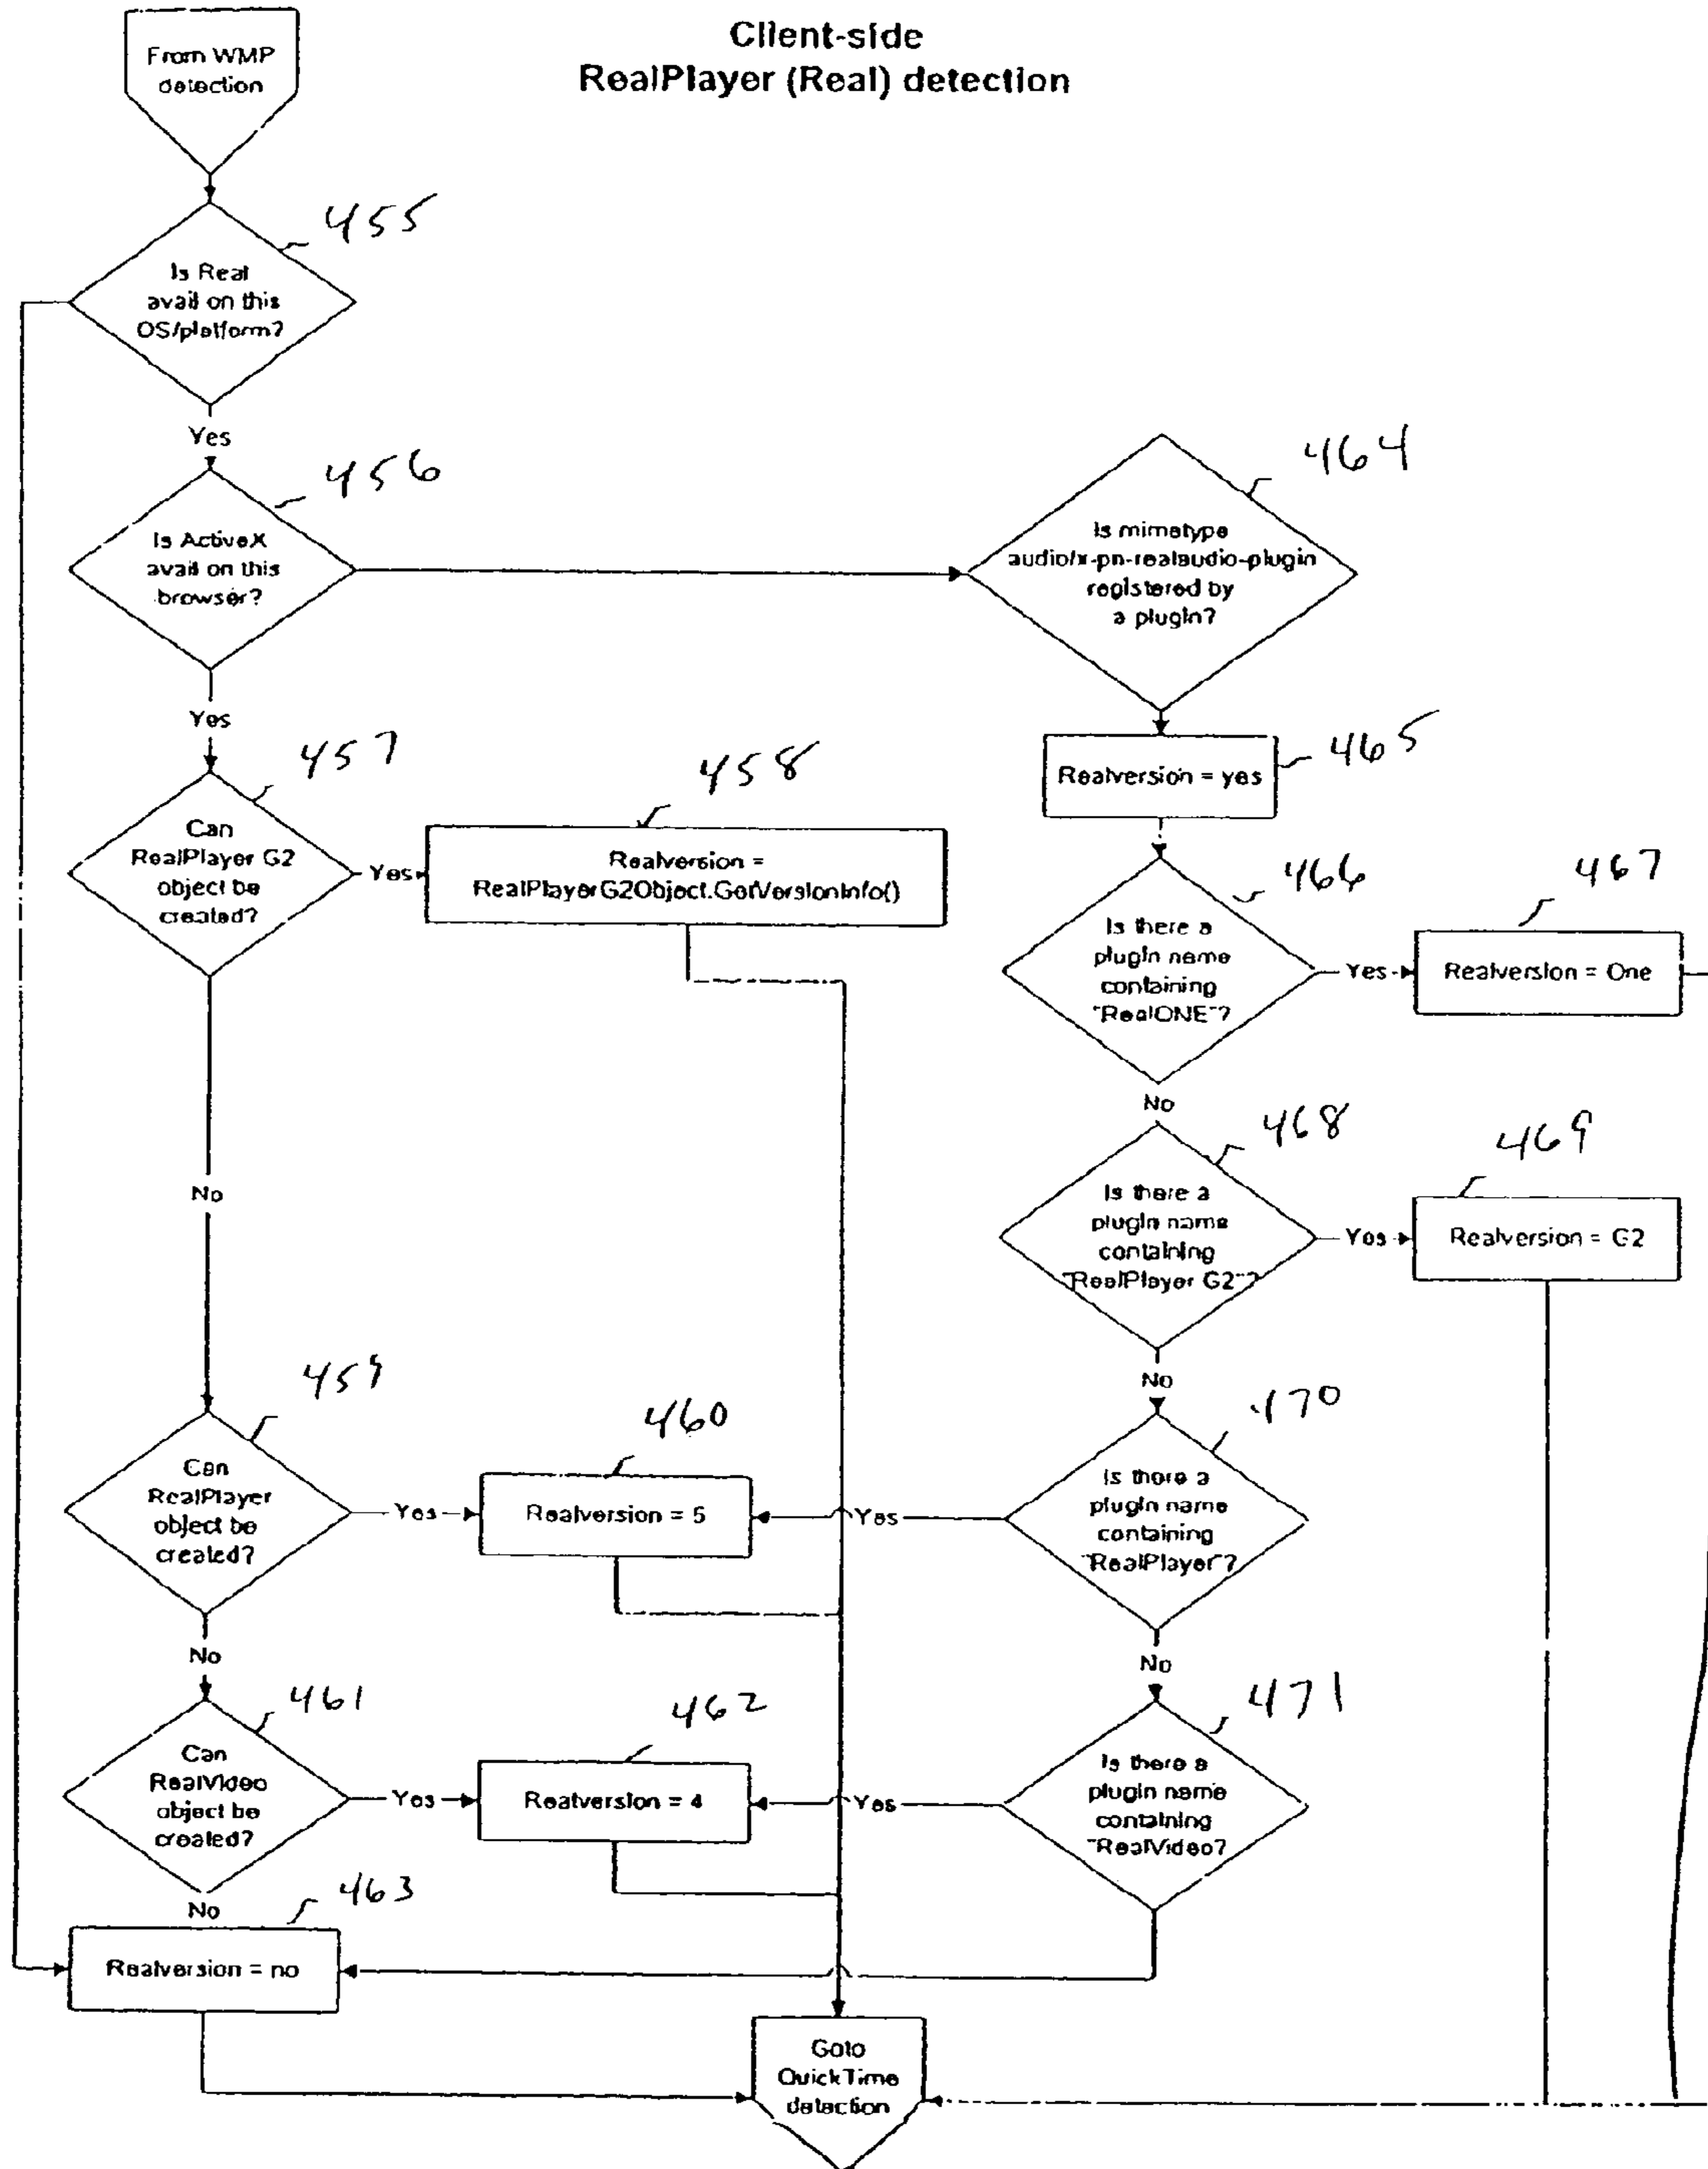 Client-side
RealPlayer (Real) detection
From WMP
detection
455
Is Real
avail on this
OS/platform?
Yes
456
Is ActiveX
avail on this
browser?
464
Is mimetype
audio/x-pn-realaudio-plugin
registered by
a plugin?
Yes
457
Can
RealPlayer G2
object be
created?
Yes
458
Realversion =
RealPlayerG2Object.GetVersionInfo()
465
Realversion = yes
466
Is there a
plugin name
containing
"RealONE"?
Yes
467
Realversion = One
No
No
468
Is there a
plugin name
containing
"RealPlayer G2"?
Yes
469
Realversion = G2
No
459
Can
RealPlayer
object be
created?
Yes
460
Realversion = 5
Yes
470
Is there a
plugin name
containing
"RealPlayer"?
No
No
461
Can
RealVideo
object be
created?
Yes
462
Realversion = 4
Yes
471
Is there a
plugin name
containing
"RealVideo?
No
463
Realversion = no
Goto
QuickTime
detection